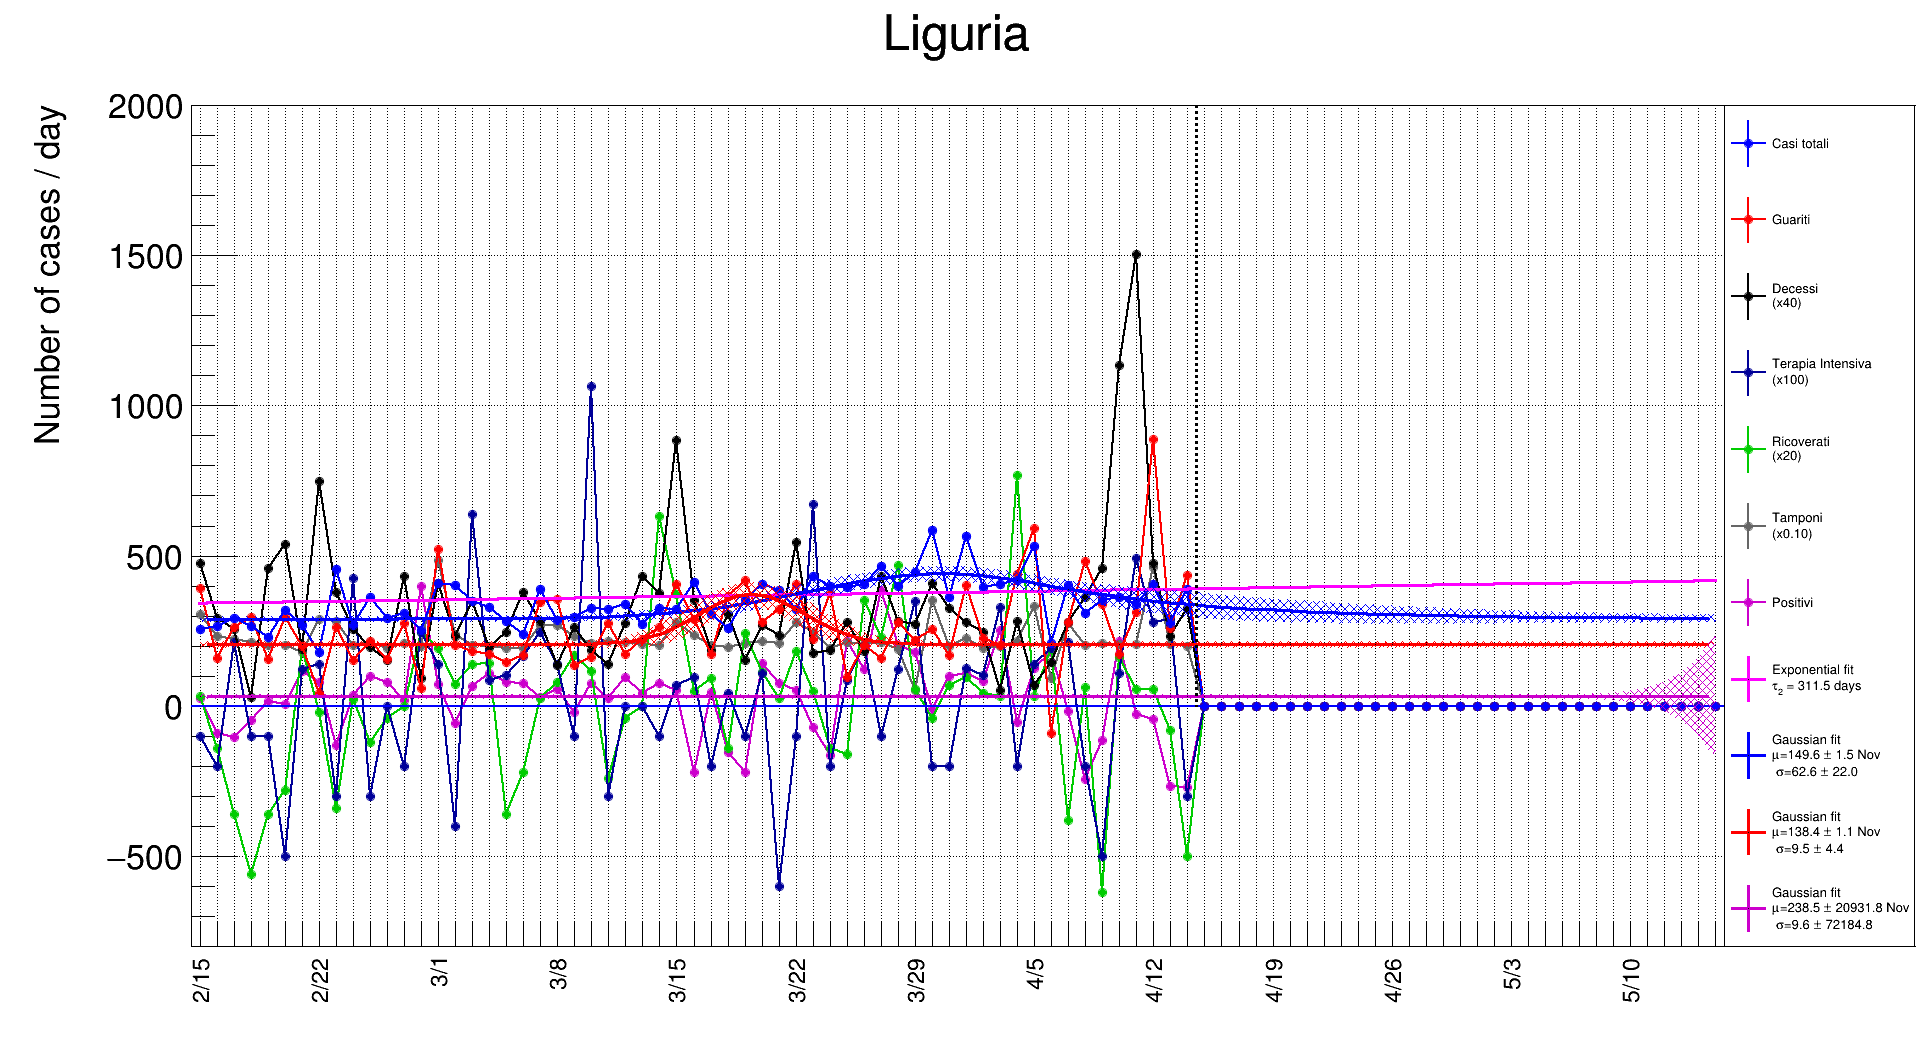 Liguria
Number of cases / day
2000
1500
1000
500
0
−500
2/15
2/22
3/1
3/8
3/15
3/22
3/29
4/5
4/12
4/19
4/26
5/3
5/10
Casi totali
Guariti
Decessi
(x40)
Terapia Intensiva
(x100)
Ricoverati
(x20)
Tamponi
(x0.10)
Positivi
Exponential fit
τ₂ = 311.5 days
Gaussian fit
μ=149.6 ± 1.5 Nov
σ=62.6 ± 22.0
Gaussian fit
μ=138.4 ± 1.1 Nov
σ=9.5 ± 4.4
Gaussian fit
μ=238.5 ± 20931.8 Nov
σ=9.6 ± 72184.8